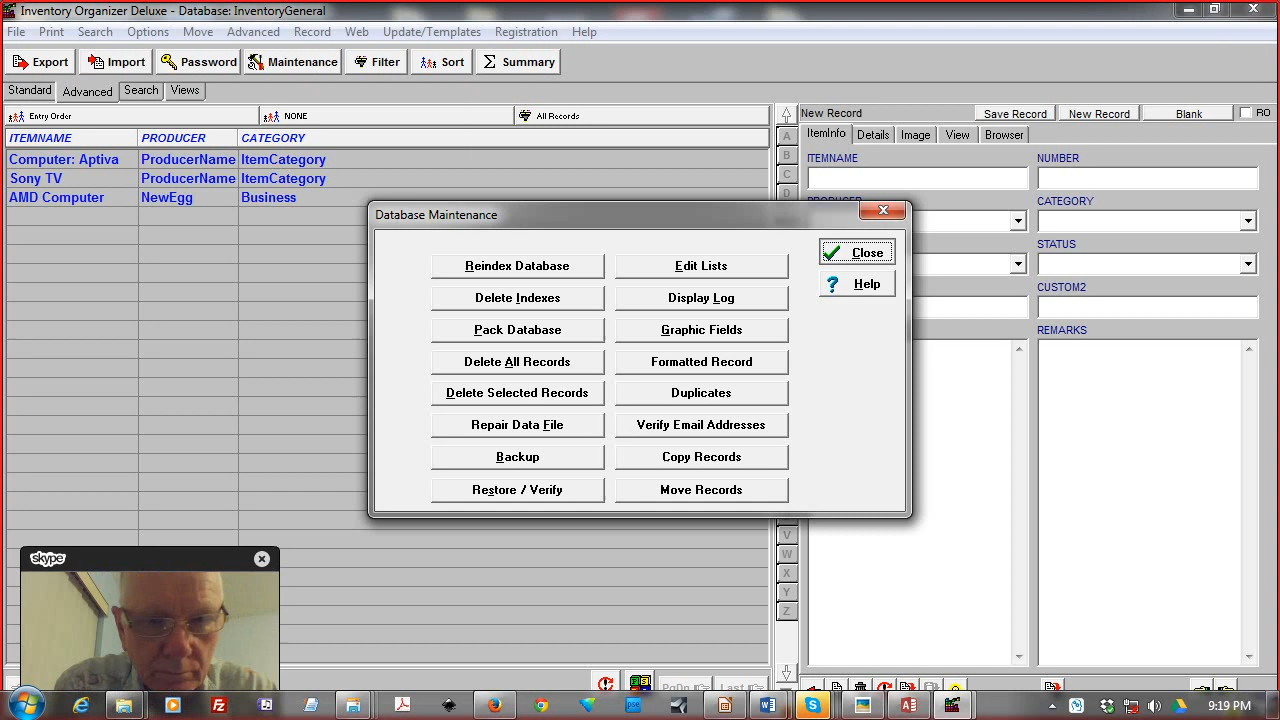 Inventory Organizer Deluxe - Database: InventoryGeneral
File Print Search Options Move Advanced Record Web Update/Templates Registration Help
Export Import Password Maintenance Filter Sort Summary
Standard Advanced Search Views
Entry Order NONE All Records
New Record Save Record New Record Blank RO
ITEMNAME PRODUCER CATEGORY
ItemInfo Details Image View Browser
Computer: Aptiva ProducerName ItemCategory
Sony TV ProducerName ItemCategory
AMD Computer NewEgg Business
A
B
C
D
ITEMNAME NUMBER
CATEGORY
STATUS
CUSTOM2
REMARKS
Database Maintenance
Close
Help
Reindex Database Edit Lists
Delete Indexes Display Log
Pack Database Graphic Fields
Delete All Records Formatted Record
Delete Selected Records Duplicates
Repair Data File Verify Email Addresses
Backup Copy Records
Restore / Verify Move Records
V
W
X
Y
Z
skype
PgDn Last
pse
9:19 PM